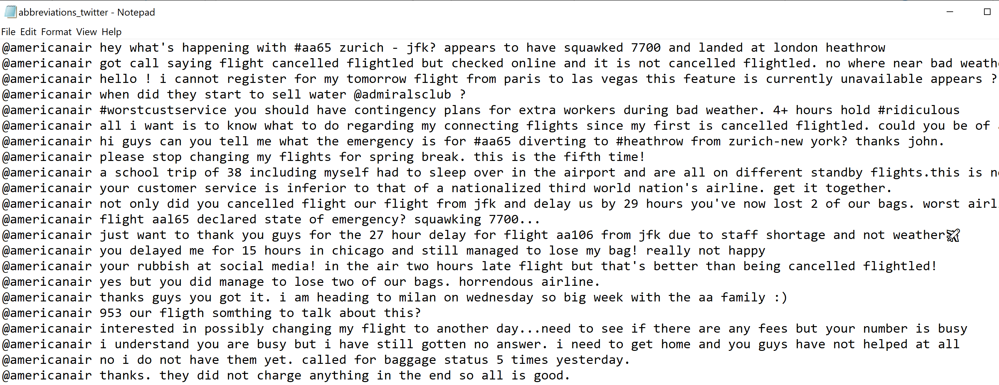 abbreviations_twitter - Notepad
File Edit Format View Help
@americanair hey what's happening with #aa65 zurich - jfk? appears to have squawked 7700 and landed at london heathrow
@americanair got call saying flight cancelled flightled but checked online and it is not cancelled flightled. no where near bad
@americanair hello ! i cannot register for my tomorrow flight from paris to las vegas this feature is currently unavailable appears ?
@americanair when did they start to sell water @admiralsclub ?
@americanair #worstcustservice you should have contingency plans for extra workers during bad weather. 4+ hours hold #ridiculous
@americanair all i want is to know what to do regarding my connecting flights since my first is cancelled flightled. could you be of
@americanair hi guys can you tell me what the emergency is for #aa65 diverting to #heathrow from zurich-new york? thanks john.
@americanair please stop changing my flights for spring break. this is the fifth time!
@americanair a school trip of 38 including myself had to sleep over in the airport and are all on different standby flights.this is
@americanair your customer service is inferior to that of a nationalized third world nation's airline. get it together.
@americanair not only did you cancelled flight our flight from jfk and delay us by 29 hours you've now lost 2 of our bags. worst
@americanair flight aal65 declared state of emergency? squawking 7700...
@americanair just want to thank you guys for the 27 hour delay for flight aa106 from jfk due to staff shortage and not weather✈
@americanair you delayed me for 15 hours in chicago and still managed to lose my bag! really not happy
@americanair your rubbish at social media! in the air two hours late flight but that's better than being cancelled flightled!
@americanair yes but you did manage to lose two of our bags. horrendous airline.
@americanair thanks guys you got it. i am heading to milan on wednesday so big week with the aa family :)
@americanair 953 our fligth somthing to talk about this?
@americanair interested in possibly changing my flight to another day...need to see if there are any fees but your number is busy
@americanair i understand you are busy but i have still gotten no answer. i need to get home and you guys have not helped at all
@americanair no i do not have them yet. called for baggage status 5 times yesterday.
@americanair thanks. they did not charge anything in the end so all is good.